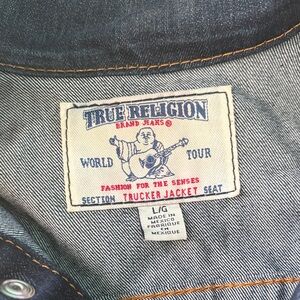 TRUE RELIGION
BRAND JEANS®
WORLD TOUR
FASHION FOR THE SENSES
SECTION TRUCKER JACKET SEAT
L/G
MADE IN
MEXICO
FABRIQUE
EN
MEXIQUE